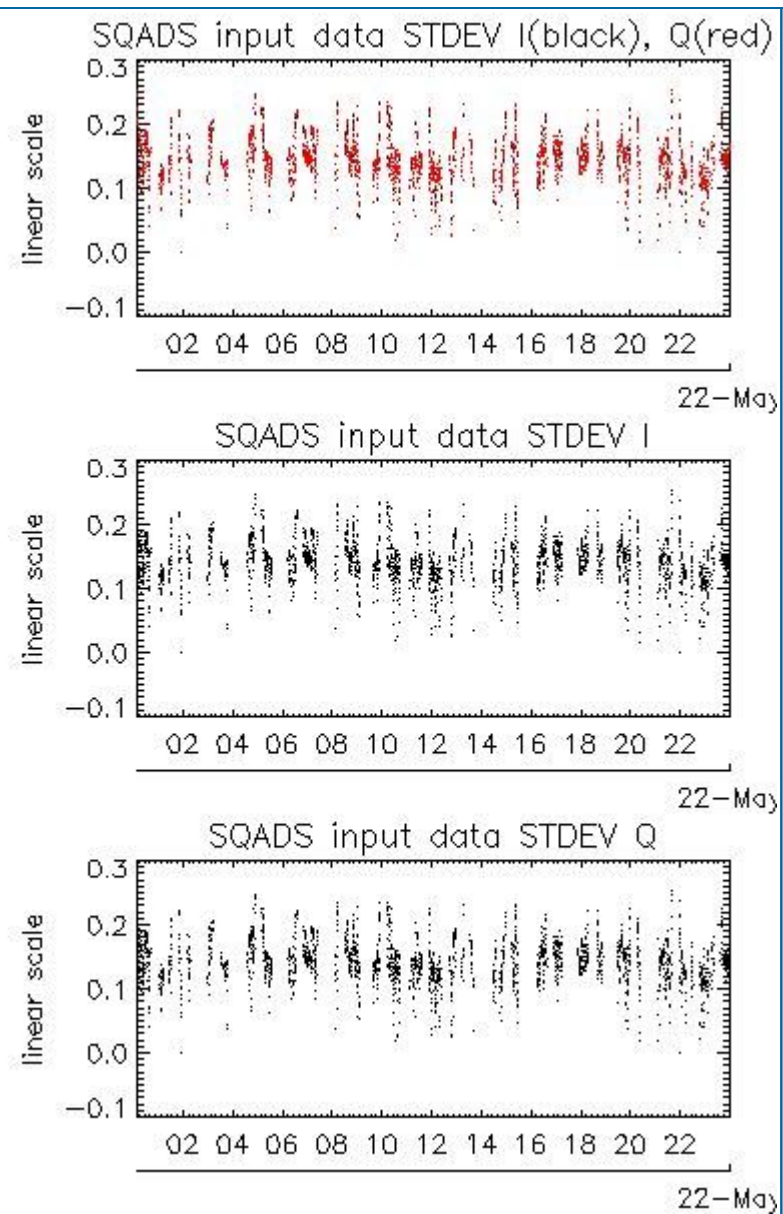 SQADS input data STDEV I(black), Q(red)
0.3
0.2
0.1
0.0
−0.1
linear scale
02 04 06 08 10 12 14 16 18 20 22
22−May
SQADS input data STDEV I
0.3
0.2
0.1
0.0
−0.1
linear scale
02 04 06 08 10 12 14 16 18 20 22
22−May
SQADS input data STDEV Q
0.3
0.2
0.1
0.0
−0.1
linear scale
02 04 06 08 10 12 14 16 18 20 22
22−May